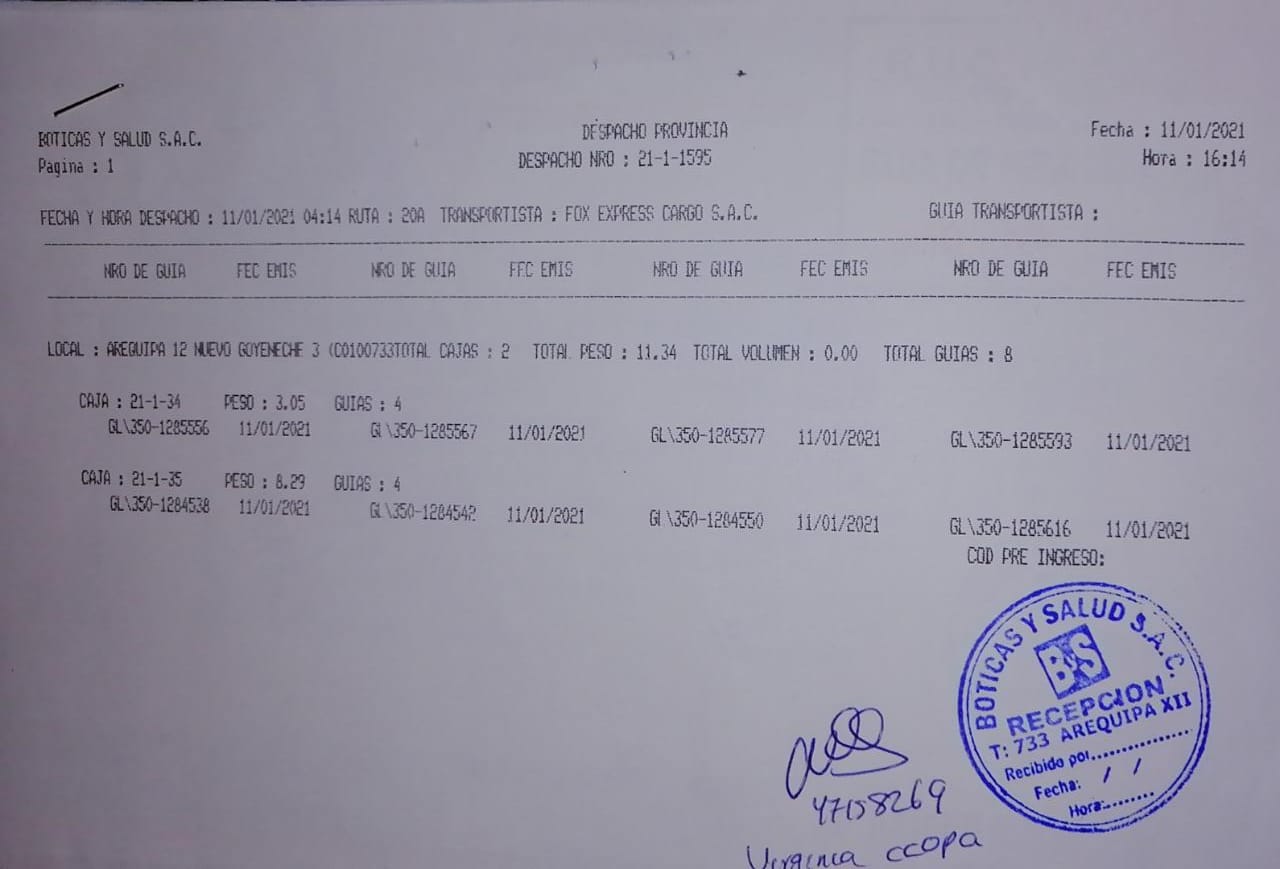 BOTICAS Y SALUD S.A.C. DESPACHO PROVINCIA Fecha : 11/01/2021
Pagina : 1 DESPACHO NRO : 21-1-1595 Hora : 16:14
FECHA Y HORA DESPACHO : 11/01/2021 04:14 RUTA : 20A TRANSPORTISTA : FOX EXPRESS CARGO S.A.C. GUIA TRANSPORTISTA :
NRO DE GUIA FEC EMIS NRO DE GUIA FEC EMIS NRO DE GUIA FEC EMIS NRO DE GUIA FEC EMIS
LOCAL : AREQUIPA 12 NUEVO GOYENECHE 3 (C0100733TOTAL CAJAS : 2 TOTAL PESO : 11.34 TOTAL VOLUMEN : 0.00 TOTAL GUIAS : 8
CAJA : 21-1-34 PESO : 3.05 GUIAS : 4
GL\350-1285556 11/01/2021 GL\350-1285567 11/01/2021 GL\350-1285577 11/01/2021 GL\350-1285593 11/01/2021
CAJA : 21-1-35 PESO : 8.29 GUIAS : 4
GL\350-1284538 11/01/2021 GL\350-1284542 11/01/2021 GL\350-1284550 11/01/2021 GL\350-1285616 11/01/2021
COD PRE INGRESO:
BOTICAS Y SALUD S.A.C.
BS
RECEPCION
T: 733 AREQUIPA XII
Recibido por
Fecha: / /
Hora:
47158269
Virginia ccopa